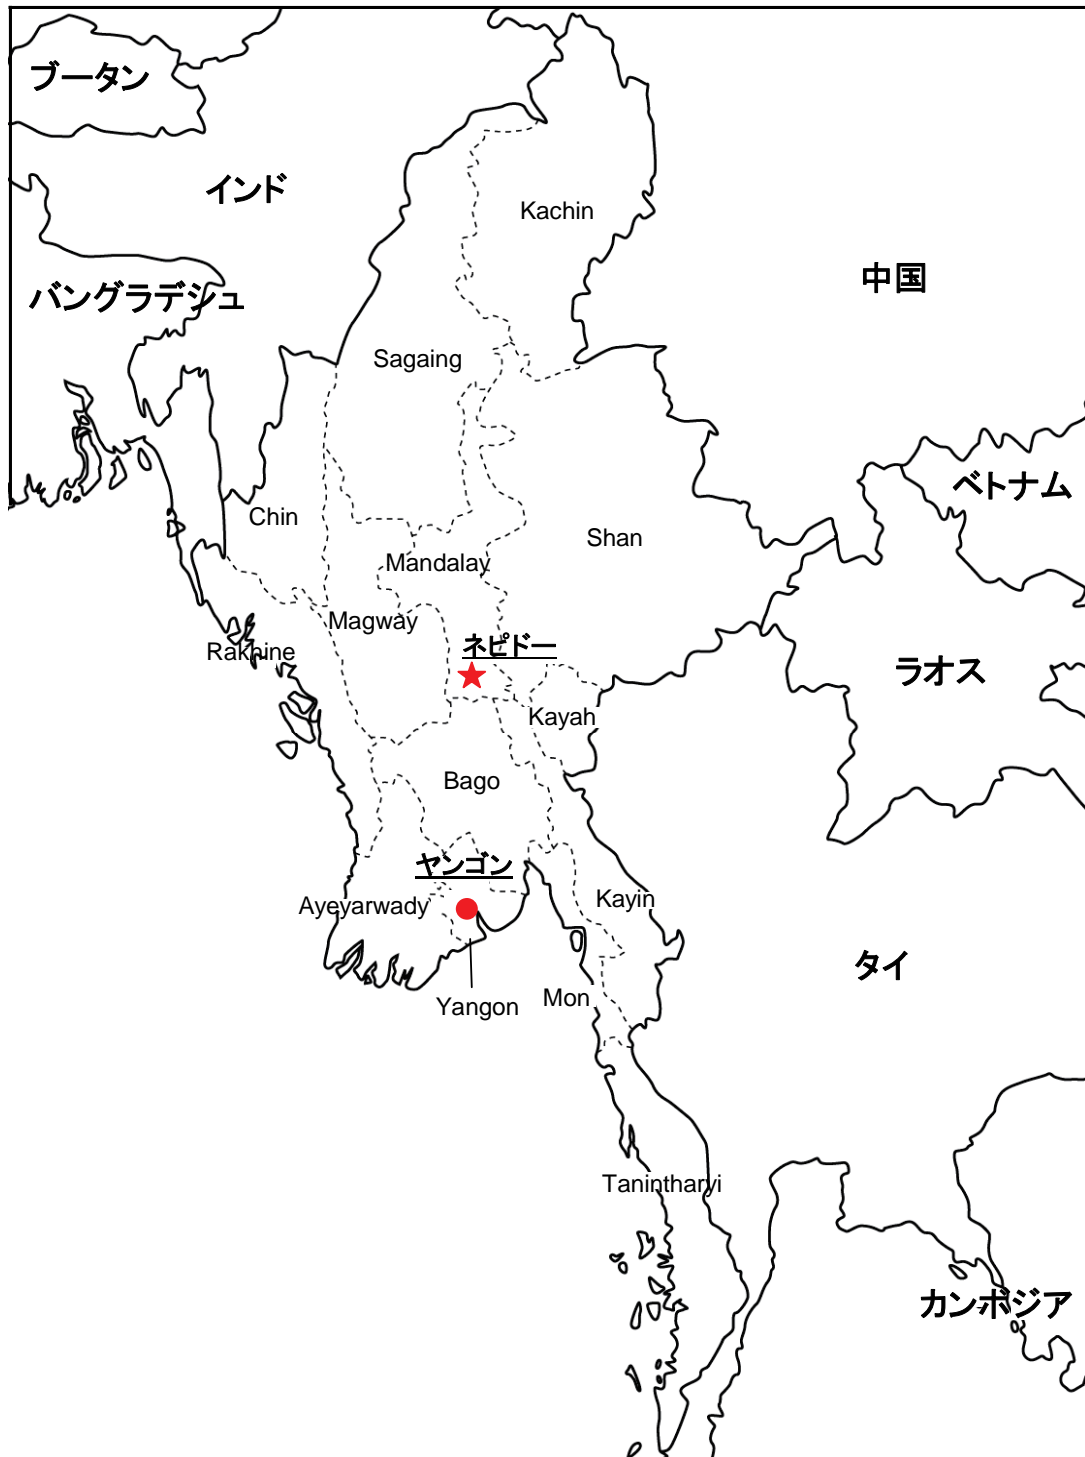 ブータン
インド
Kachin
中国
バングラデシュ
Sagaing
ベトナム
Chin
Shan
Mandalay
Magway
Rakhine
ネピドー
ラオス
Kayah
Bago
ヤンゴン
Ayeyarwady
Kayin
タイ
Mon
Yangon
Tanintharyi
カンボジア